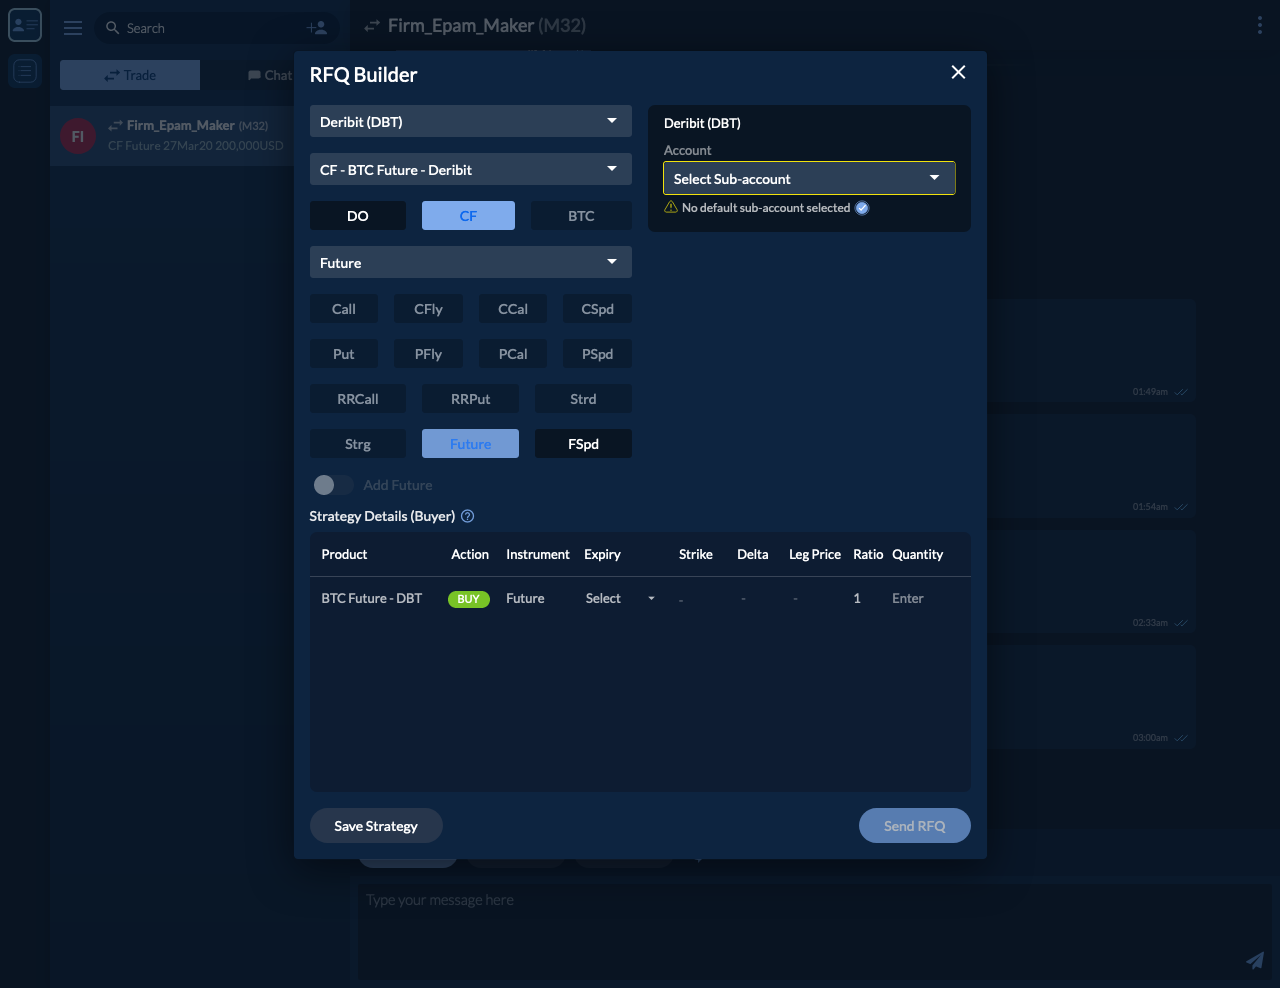 Search
Firm_Epam_Maker (M32)
Trade
Chat
FI
Firm_Epam_Maker (M32)
CF Future 27Mar20 200,000USD
RFQ Builder
Deribit (DBT)
CF - BTC Future - Deribit
DO CF BTC
Future
Call CFly CCal CSpd
Put PFly PCal PSpd
RRCall RRPut Strd
Strg Future FSpd
Add Future
Deribit (DBT)
Account
Select Sub-account
No default sub-account selected
Strategy Details (Buyer)
Product Action Instrument Expiry Strike Delta Leg Price Ratio Quantity
BTC Future - DBT BUY Future Select - - - 1 Enter
Save Strategy
Send RFQ
01:49am
01:54am
02:33am
03:00am
Type your message here